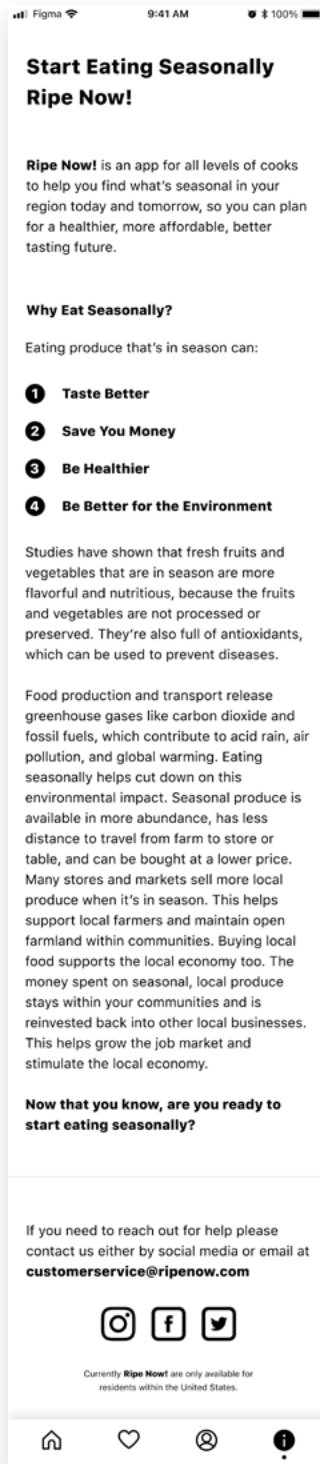 Figma 9:41 AM 100%
Start Eating Seasonally
Ripe Now!
Ripe Now! is an app for all levels of cooks
to help you find what's seasonal in your
region today and tomorrow, so you can plan
for a healthier, more affordable, better
tasting future.
Why Eat Seasonally?
Eating produce that's in season can:
1 Taste Better
2 Save You Money
3 Be Healthier
4 Be Better for the Environment
Studies have shown that fresh fruits and
vegetables that are in season are more
flavorful and nutritious, because the fruits
and vegetables are not processed or
preserved. They're also full of antioxidants,
which can be used to prevent diseases.
Food production and transport release
greenhouse gases like carbon dioxide and
fossil fuels, which contribute to acid rain, air
pollution, and global warming. Eating
seasonally helps cut down on this
environmental impact. Seasonal produce is
available in more abundance, has less
distance to travel from farm to store or
table, and can be bought at a lower price.
Many stores and markets sell more local
produce when it's in season. This helps
support local farmers and maintain open
farmland within communities. Buying local
food supports the local economy too. The
money spent on seasonal, local produce
stays within your communities and is
reinvested back into other local businesses.
This helps grow the job market and
stimulate the local economy.
Now that you know, are you ready to
start eating seasonally?
If you need to reach out for help please
contact us either by social media or email at
customerservice@ripenow.com
Currently Ripe Now! are only available for
residents within the United States.